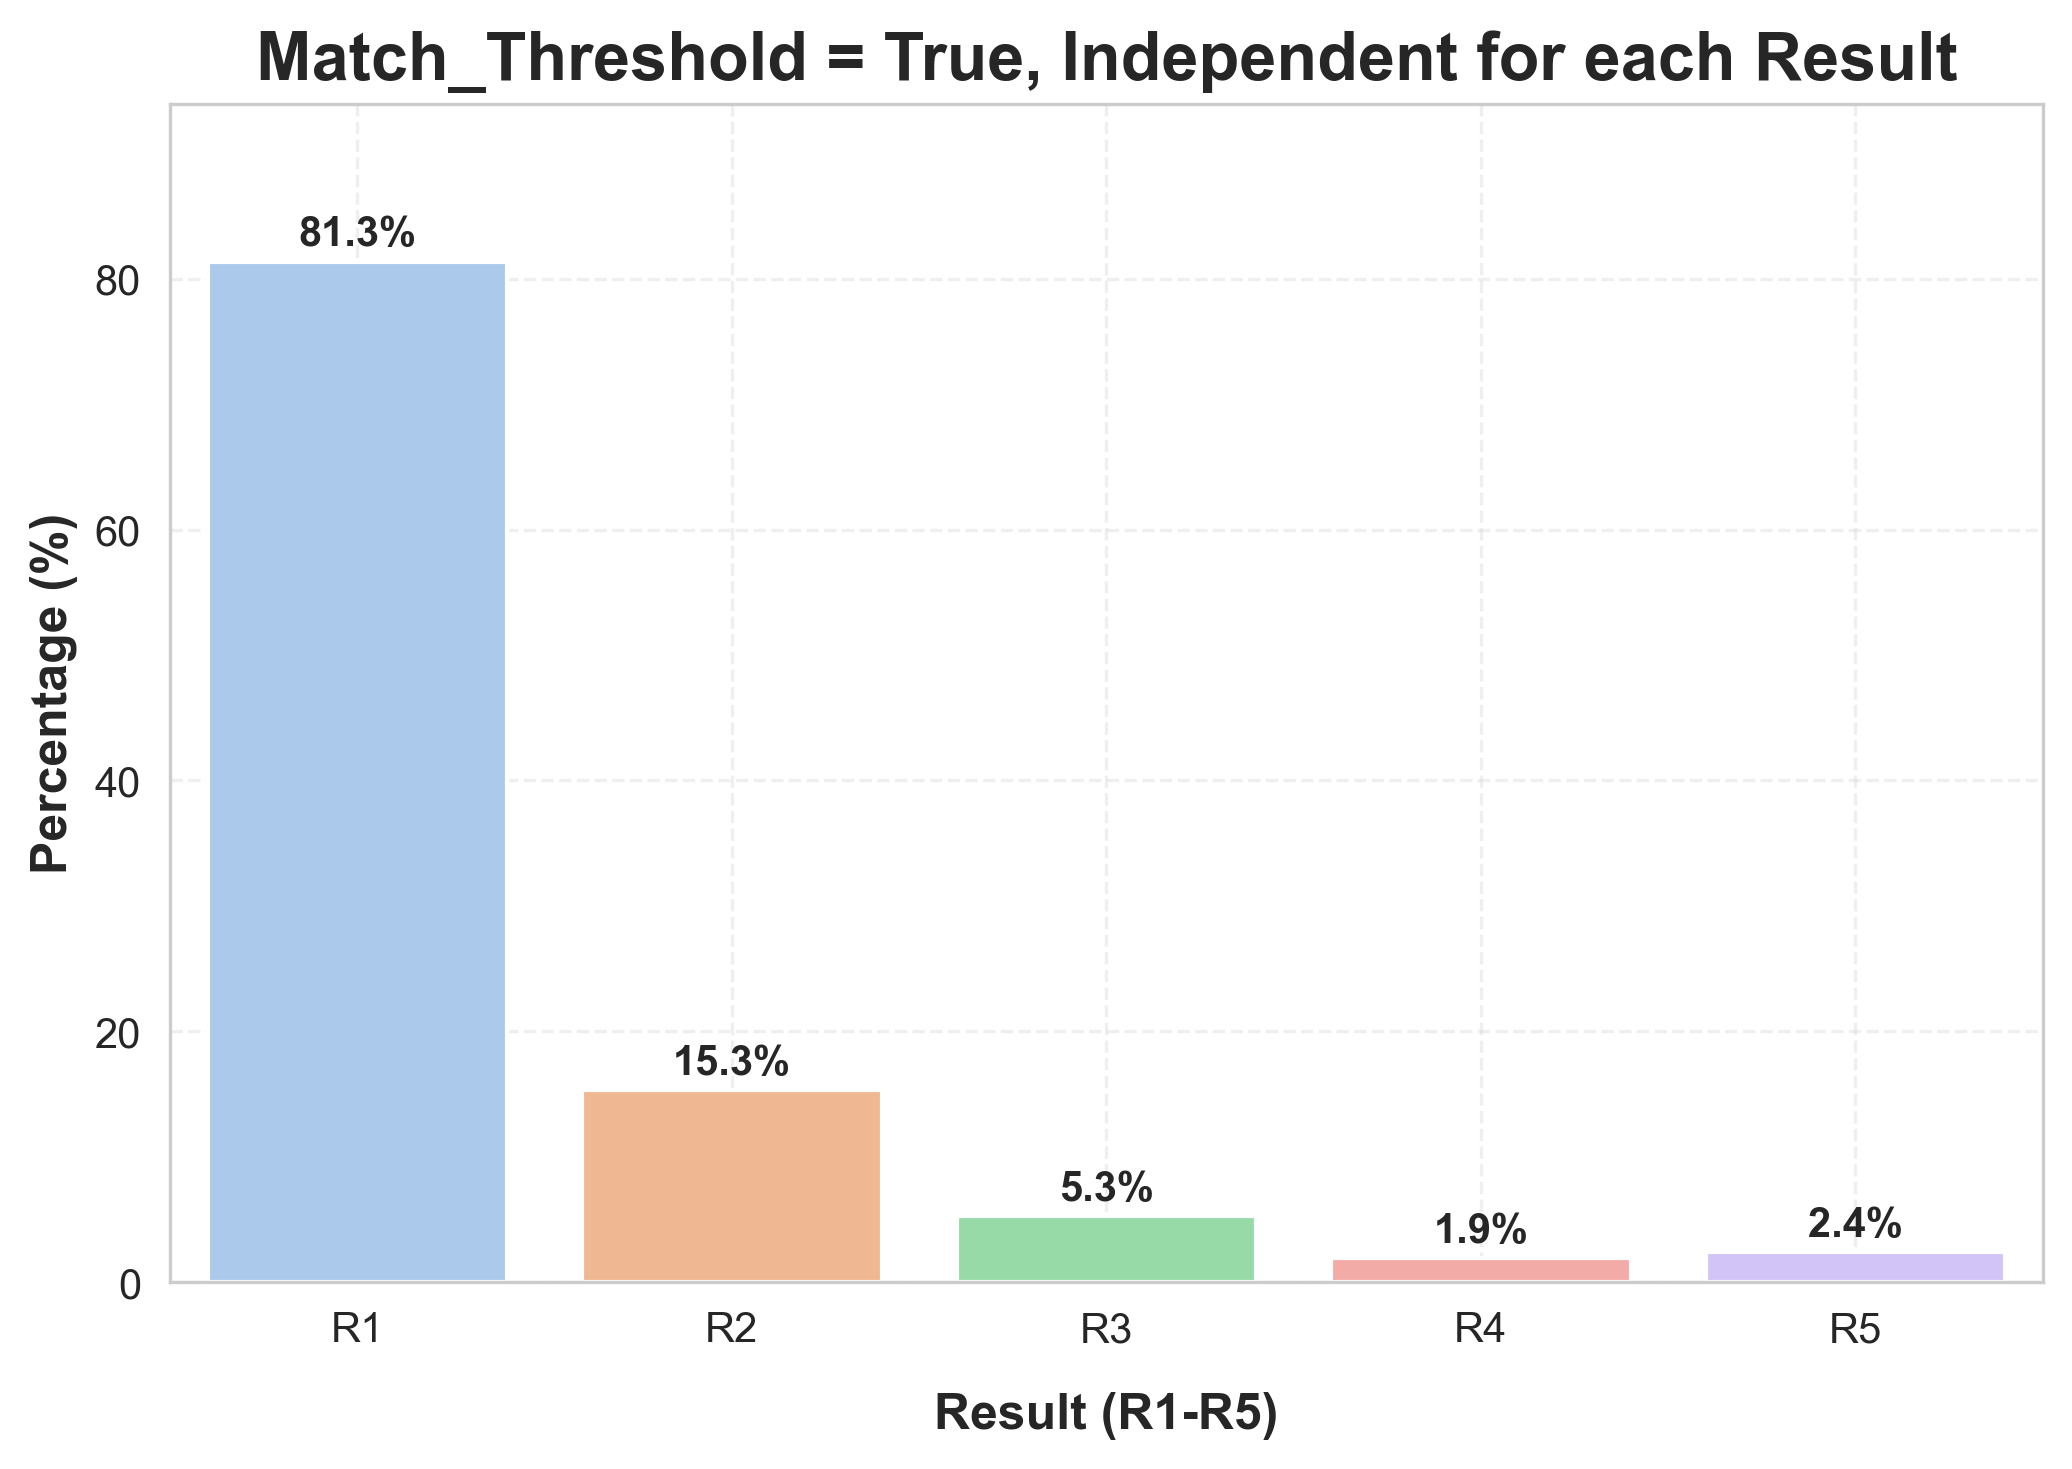 Match_Threshold = True, Independent for each Result
Percentage (%)
80
60
40
20
0
81.3%
15.3%
5.3%
1.9%
2.4%
R1 R2 R3 R4 R5
Result (R1-R5)